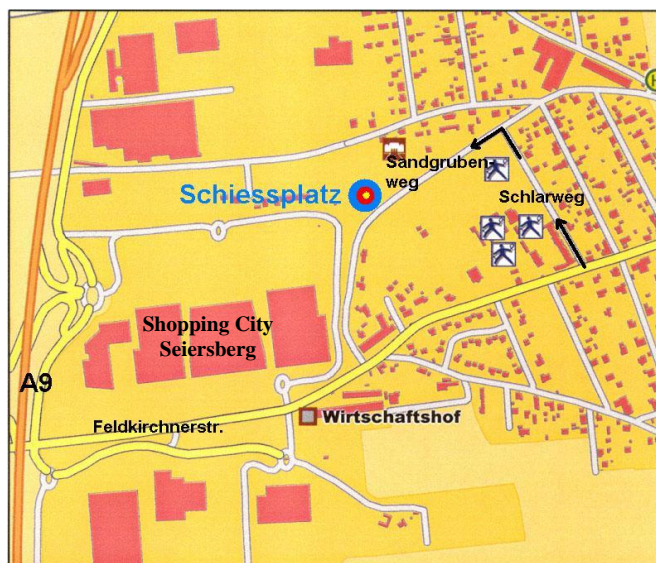 H
Sandgruben-
weg
Schiessplatz
Schlarweg
Shopping City
Seiersberg
A9
Wirtschaftshof
Feldkirchnerstr.